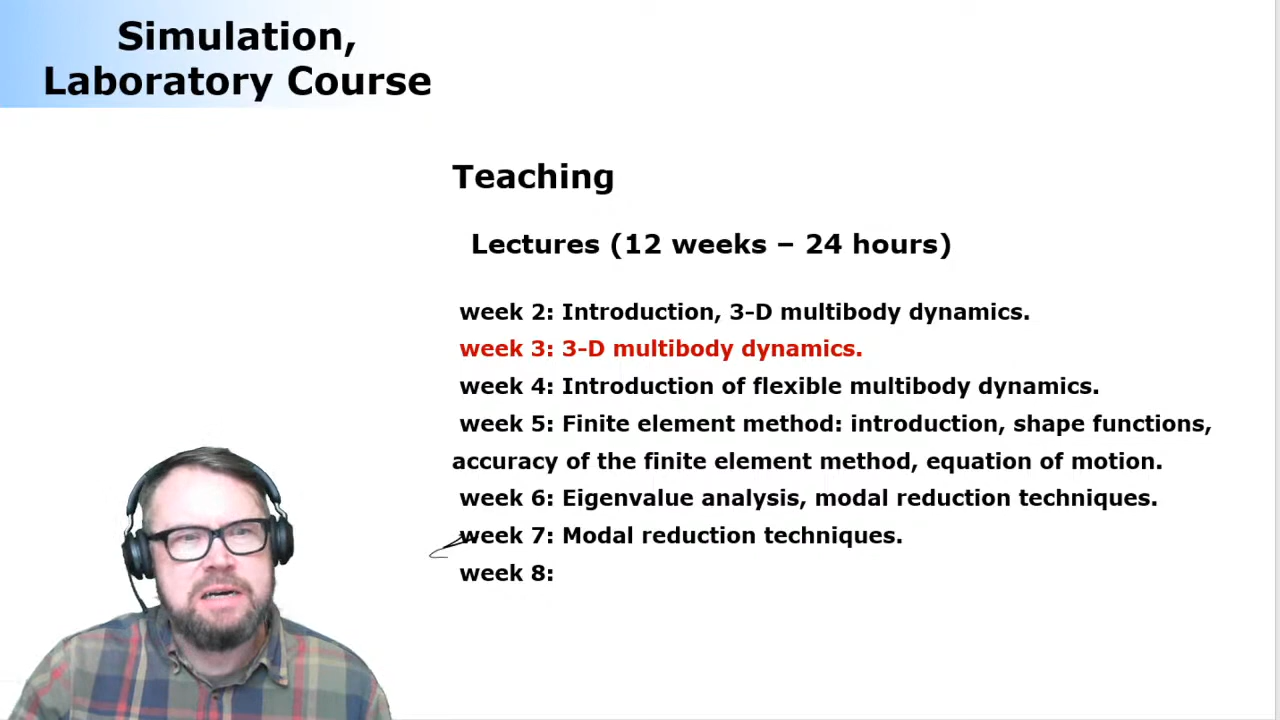 Simulation,
Laboratory Course
Teaching
Lectures (12 weeks – 24 hours)
week 2: Introduction, 3-D multibody dynamics.
week 3: 3-D multibody dynamics.
week 4: Introduction of flexible multibody dynamics.
week 5: Finite element method: introduction, shape functions,
accuracy of the finite element method, equation of motion.
week 6: Eigenvalue analysis, modal reduction techniques.
week 7: Modal reduction techniques.
week 8: